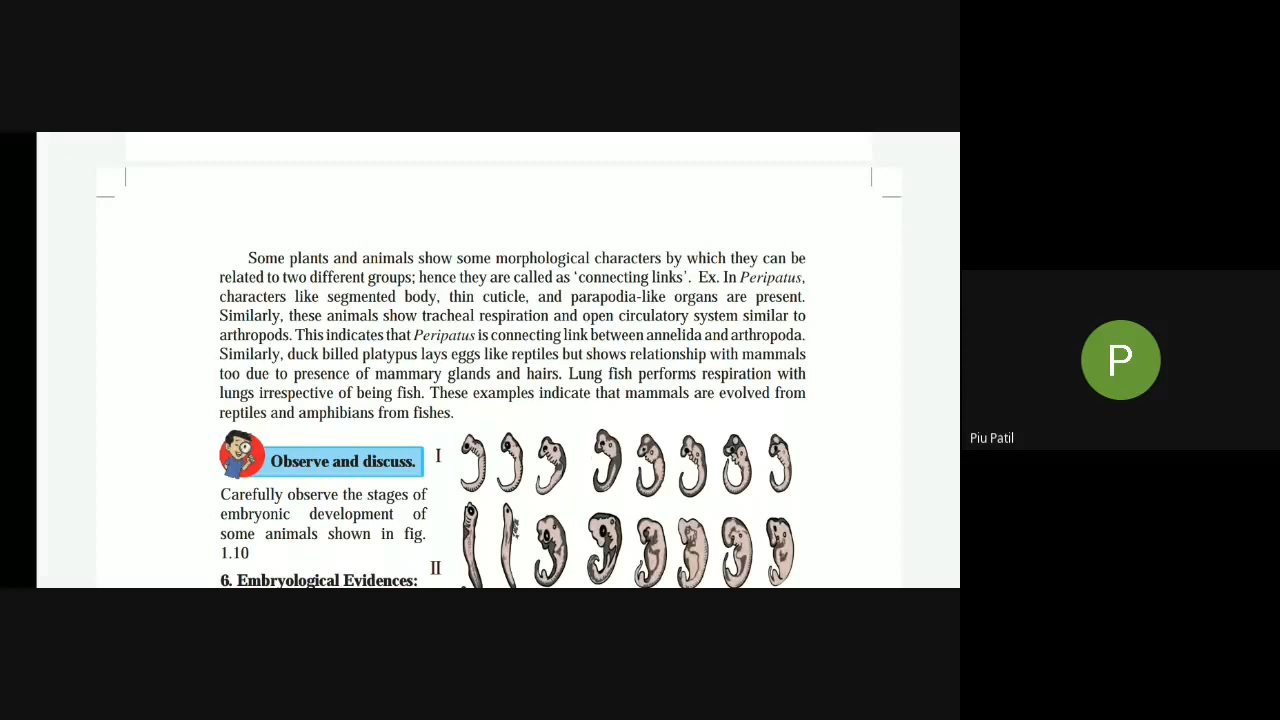 Some plants and animals show some morphological characters by which they can be
related to two different groups; hence they are called as ‘connecting links’. Ex. In Peripatus,
characters like segmented body, thin cuticle, and parapodia-like organs are present.
Similarly, these animals show tracheal respiration and open circulatory system similar to
arthropods. This indicates that Peripatus is connecting link between annelida and arthropoda.
Similarly, duck billed platypus lays eggs like reptiles but shows relationship with mammals
too due to presence of mammary glands and hairs. Lung fish performs respiration with
lungs irrespective of being fish. These examples indicate that mammals are evolved from
reptiles and amphibians from fishes.
Observe and discuss.
Carefully observe the stages of
embryonic development of
some animals shown in fig.
1.10
6. Embryological Evidences:
I
II
P
Piu Patil